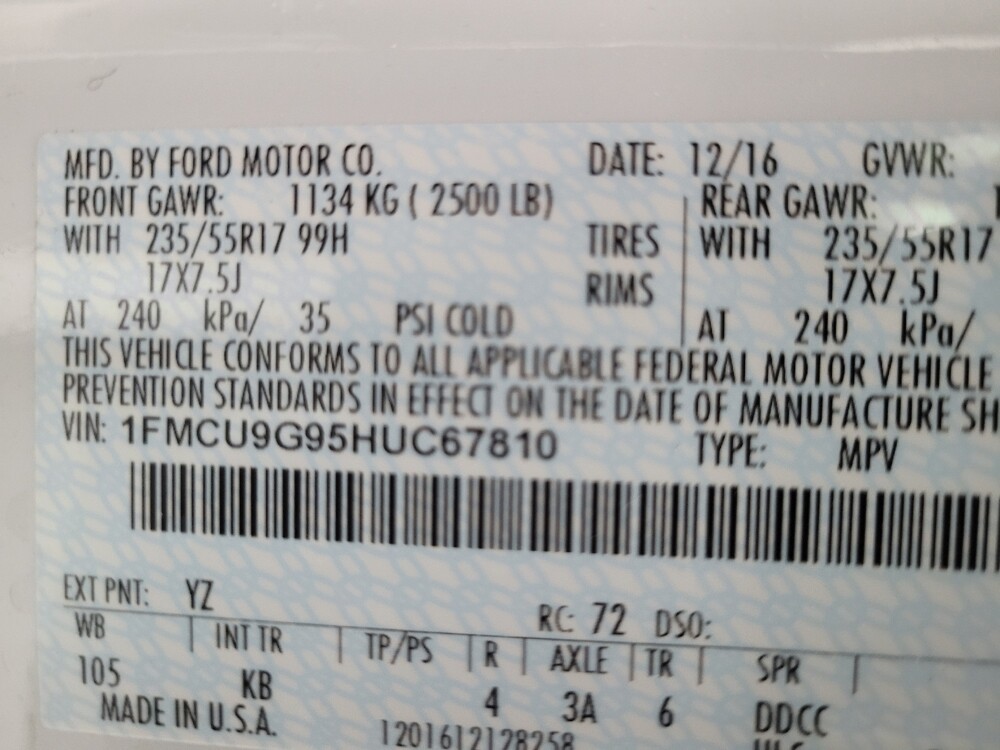 MFD. BY FORD MOTOR CO. DATE: 12/16 GVWR:
FRONT GAWR: 1134 KG ( 2500 LB) REAR GAWR:
WITH 235/55R17 99H TIRES WITH 235/55R17
17X7.5J RIMS 17X7.5J
AT 240 kPa/ 35 PSI COLD AT 240 kPa/
THIS VEHICLE CONFORMS TO ALL APPLICABLE FEDERAL MOTOR VEHICLE
PREVENTION STANDARDS IN EFFECT ON THE DATE OF MANUFACTURE SH
VIN: 1FMCU9G95HUC67810 TYPE: MPV
EXT PNT: YZ RC: 72 DSO:
WB INT TR TP/PS R AXLE TR SPR
105 KB 4 3A 6 DDCC
MADE IN U.S.A. 1201612128258